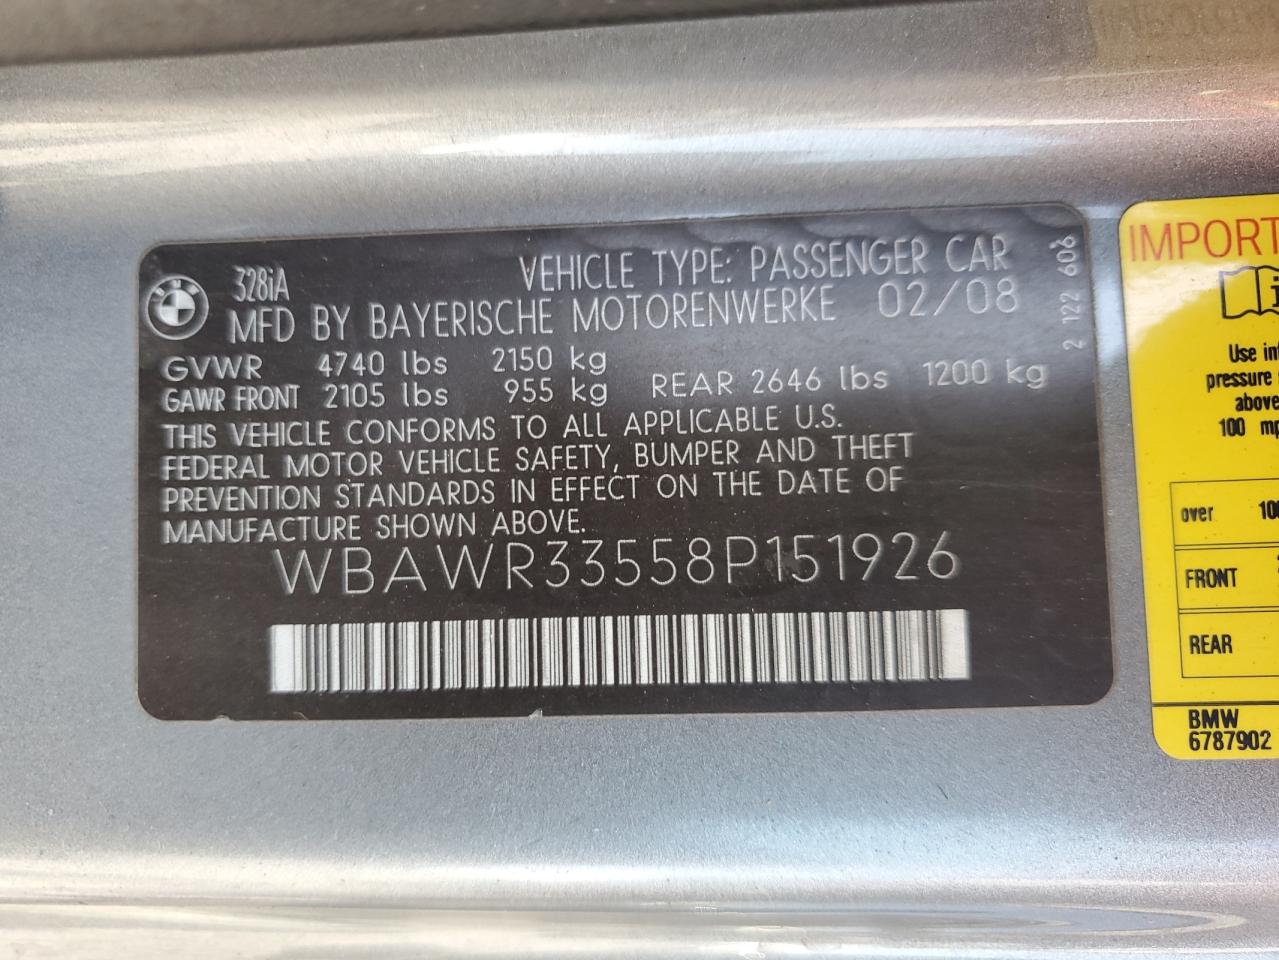 328iA
VEHICLE TYPE: PASSENGER CAR
MFD BY BAYERISCHE MOTORENWERKE 02/08
GVWR 4740 lbs 2150 kg
GAWR FRONT 2105 lbs 955 kg REAR 2646 lbs 1200 kg
THIS VEHICLE CONFORMS TO ALL APPLICABLE U.S.
FEDERAL MOTOR VEHICLE SAFETY, BUMPER AND THEFT
PREVENTION STANDARDS IN EFFECT ON THE DATE OF
MANUFACTURE SHOWN ABOVE.
WBAWR33558P151926
2 122 606
IMPORT
Use inf
pressure
above
100 mp
over 10
FRONT
REAR
BMW
6787902